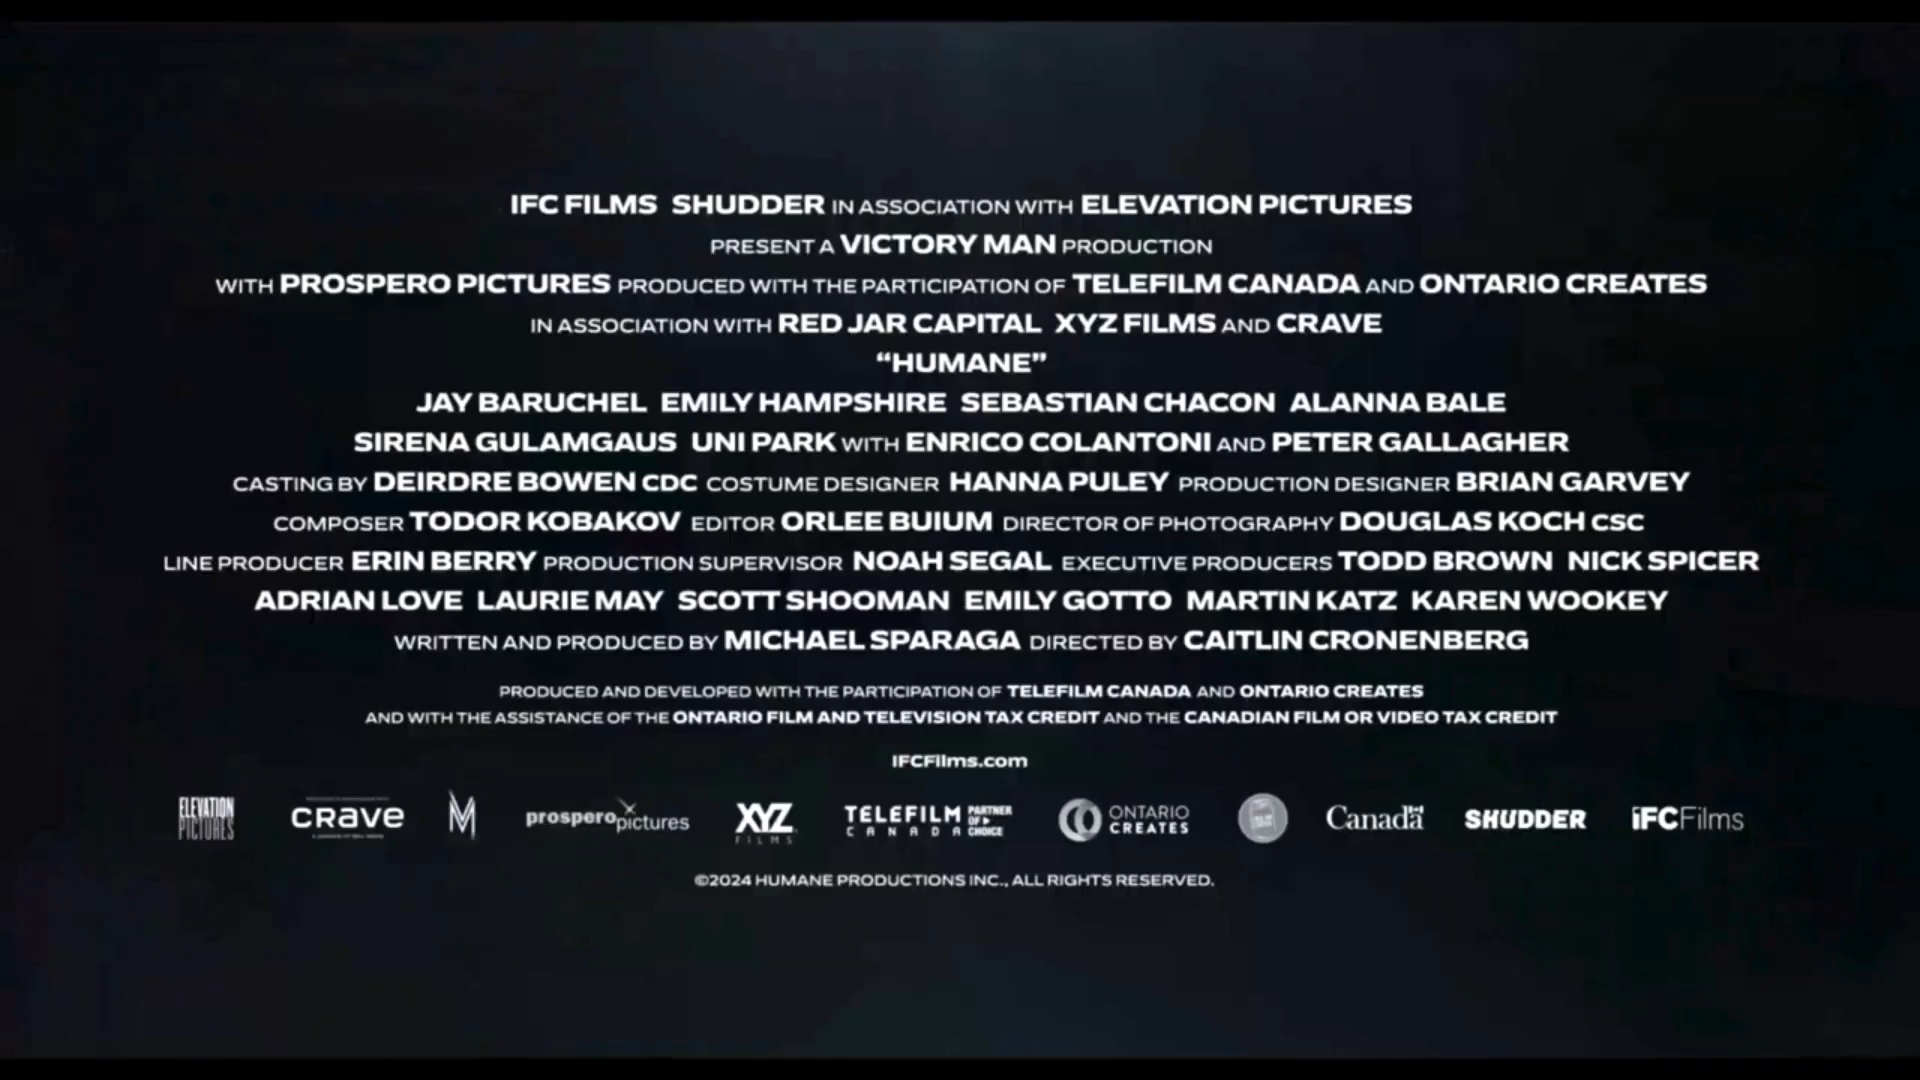 IFC FILMS SHUDDER IN ASSOCIATION WITH ELEVATION PICTURES
PRESENT A VICTORY MAN PRODUCTION
WITH PROSPERO PICTURES PRODUCED WITH THE PARTICIPATION OF TELEFILM CANADA AND ONTARIO CREATES
IN ASSOCIATION WITH RED JAR CAPITAL XYZ FILMS AND CRAVE
“HUMANE”
JAY BARUCHEL EMILY HAMPSHIRE SEBASTIAN CHACON ALANNA BALE
SIRENA GULAMGAUS UNI PARK WITH ENRICO COLANTONI AND PETER GALLAGHER
CASTING BY DEIRDRE BOWEN CDC COSTUME DESIGNER HANNA PULEY PRODUCTION DESIGNER BRIAN GARVEY
COMPOSER TODOR KOBAKOV EDITOR ORLEE BUIUM DIRECTOR OF PHOTOGRAPHY DOUGLAS KOCH CSC
LINE PRODUCER ERIN BERRY PRODUCTION SUPERVISOR NOAH SEGAL EXECUTIVE PRODUCERS TODD BROWN NICK SPICER
ADRIAN LOVE LAURIE MAY SCOTT SHOOMAN EMILY GOTTO MARTIN KATZ KAREN WOOKEY
WRITTEN AND PRODUCED BY MICHAEL SPARAGA DIRECTED BY CAITLIN CRONENBERG
PRODUCED AND DEVELOPED WITH THE PARTICIPATION OF TELEFILM CANADA AND ONTARIO CREATES
AND WITH THE ASSISTANCE OF THE ONTARIO FILM AND TELEVISION TAX CREDIT AND THE CANADIAN FILM OR VIDEO TAX CREDIT
IFCFilms.com
ELEVATION PICTURES CRAVE VM prospero pictures XYZ FILMS TELEFILM CANADA PARTNER OF CHOICE ONTARIO CREATES Canada SHUDDER IFC Films
©2024 HUMANE PRODUCTIONS INC., ALL RIGHTS RESERVED.